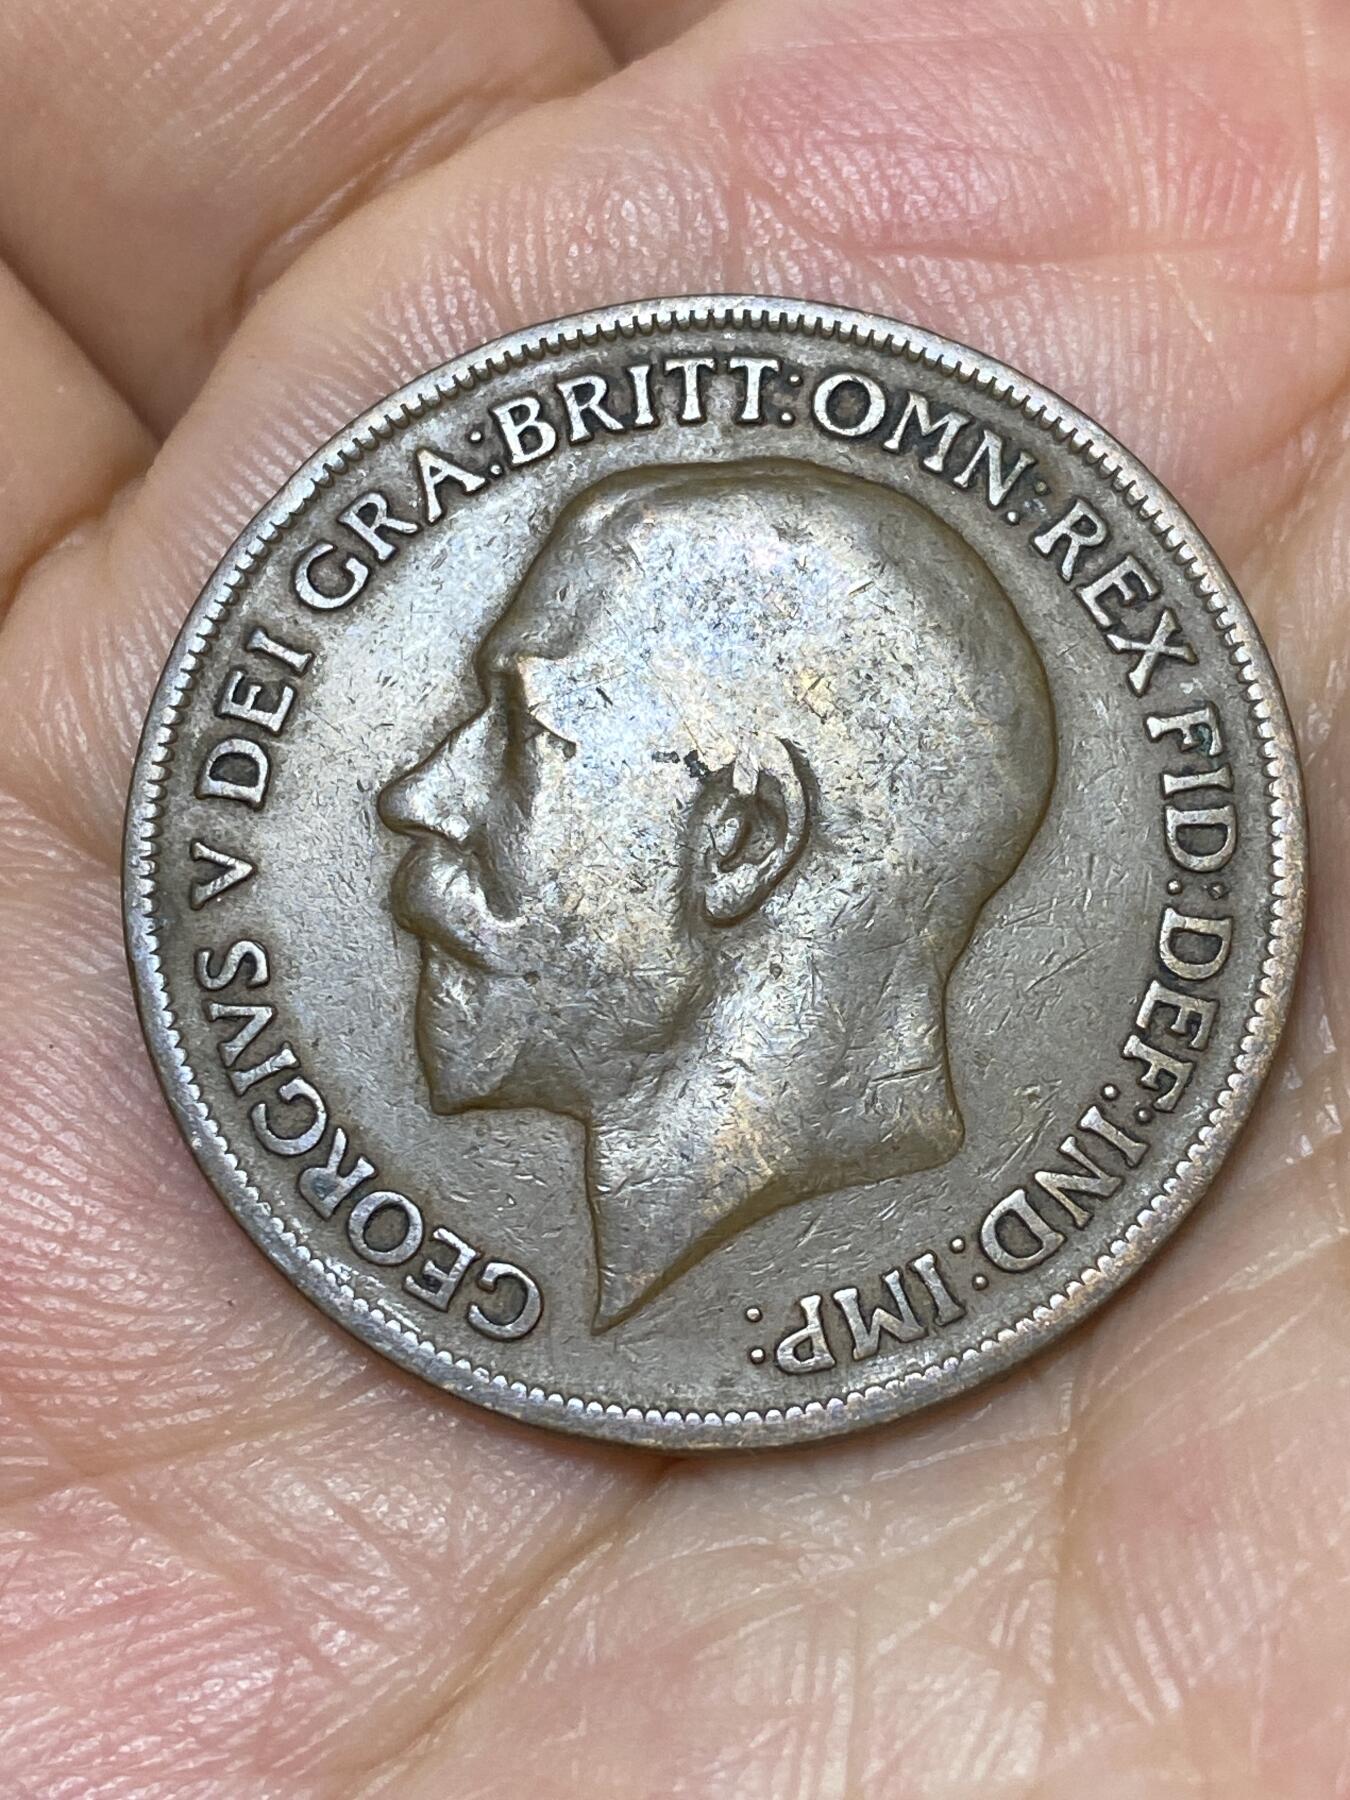 GEORGIVS V DEI GRA:BRITT:OMN:REX FID:DEF:IND:IMP: